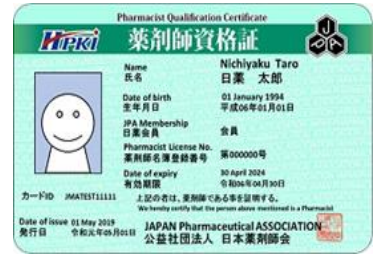 Pharmacist Qualification Certificate
HPKI 薬剤師資格証 JPA
Name Nichiyaku Taro
氏名 日薬 太郎
Date of birth 01 January 1994
生年月日 平成06年01月01日
JPA Membership
日薬会員 会員
Pharmacist License No.
薬剤師名簿登録番号 第000000号
Date of expiry 30 April 2024
有効期限 令和06年04月30日
カードID JMATEST11111 上記の者は、薬剤師である事を証明する。
We hereby certify that the person above mentioned is a Pharmacist
Date of issue 01 May 2019 JAPAN Pharmaceutical ASSOCIATION
発行日 令和元年05月01日 公益社団法人 日本薬剤師会